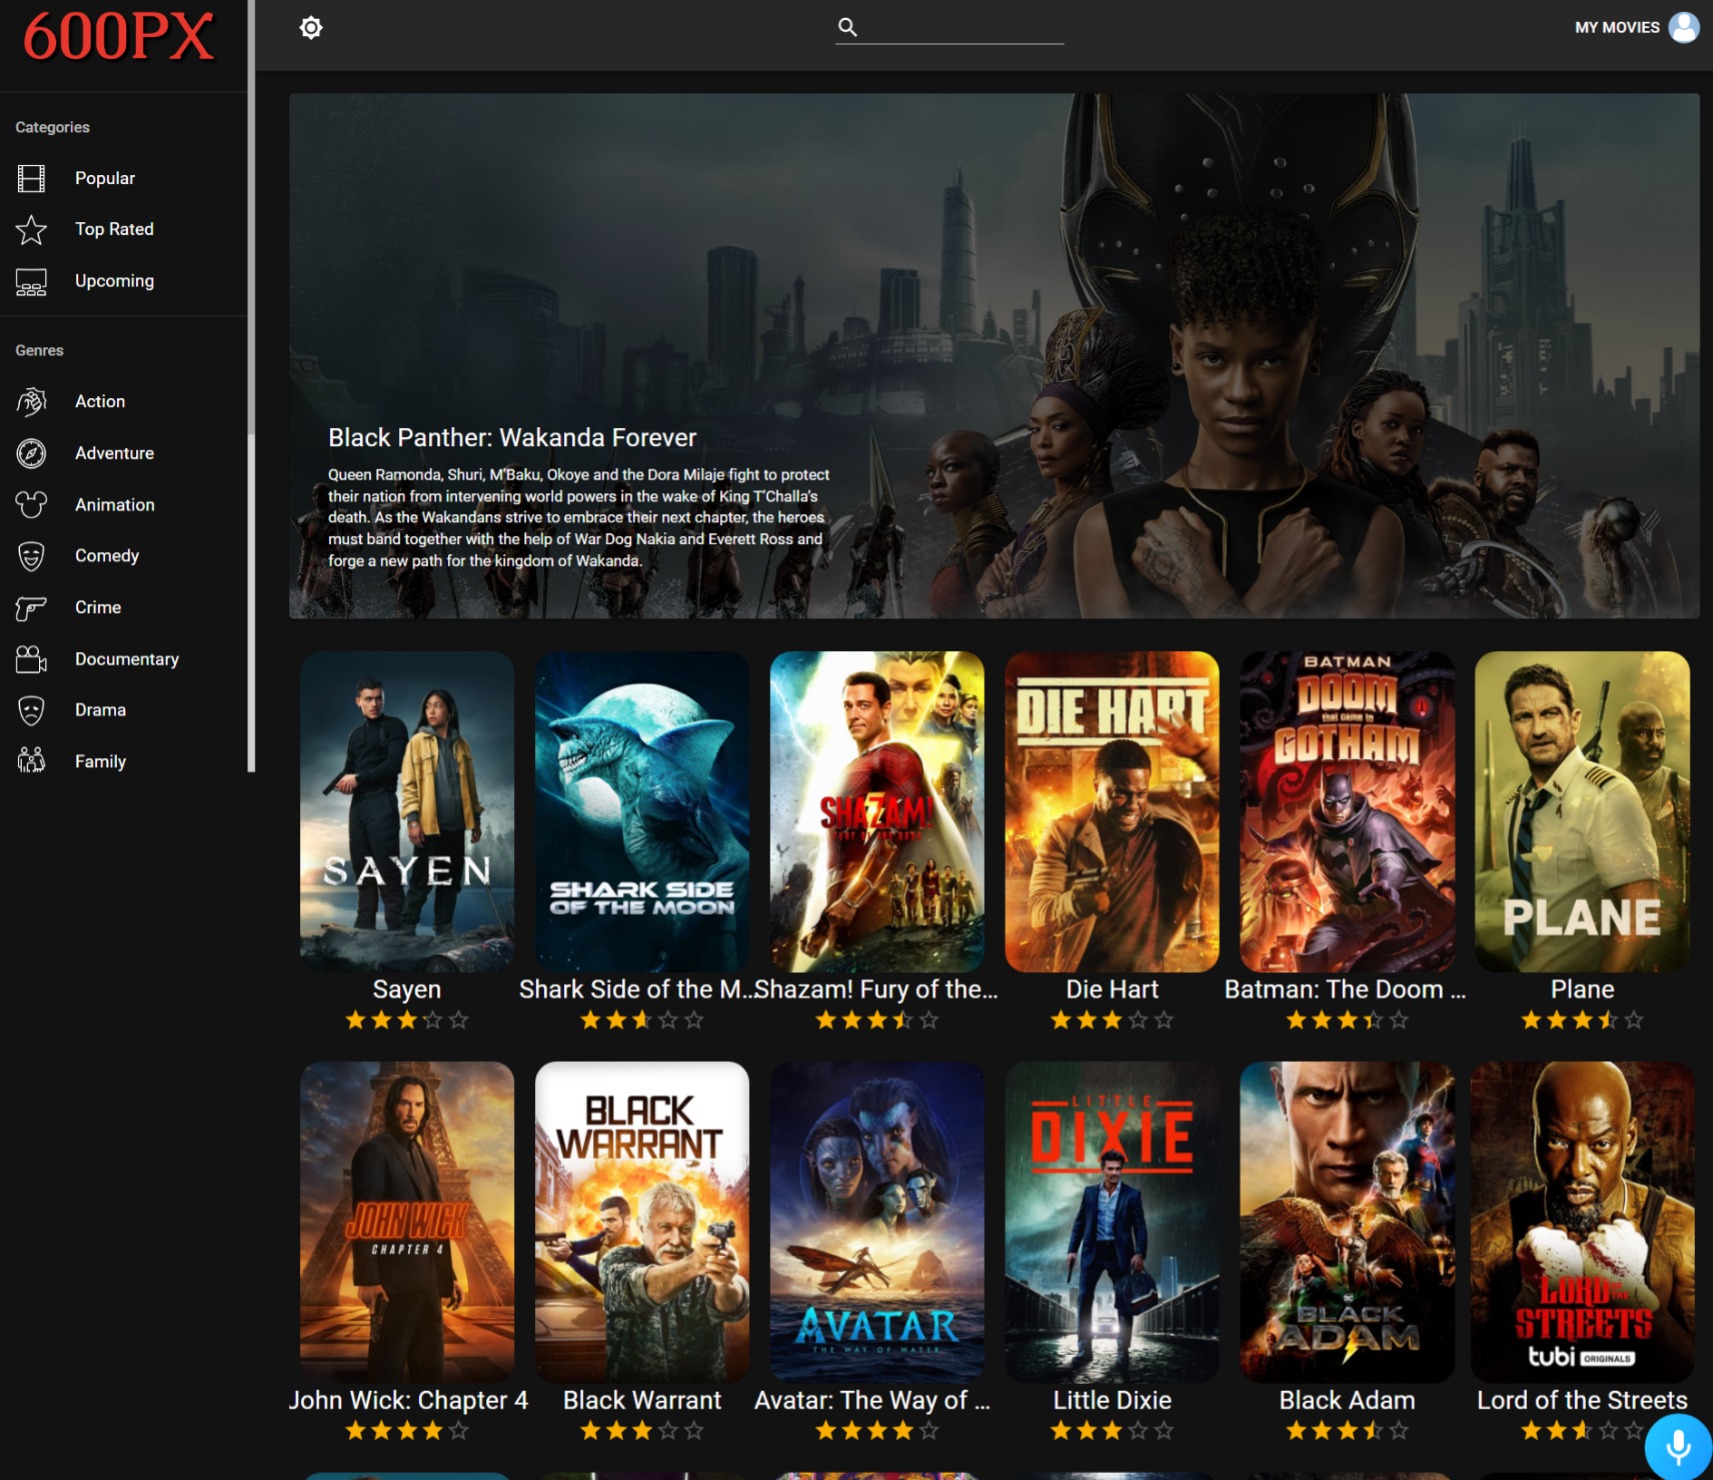 600PX
MY MOVIES
Categories
Popular
Top Rated
Upcoming
Genres
Action
Adventure
Animation
Comedy
Crime
Documentary
Drama
Family
Black Panther: Wakanda Forever
Queen Ramonda, Shuri, M'Baku, Okoye and the Dora Milaje fight to protect
their nation from intervening world powers in the wake of King T'Challa's
death. As the Wakandans strive to embrace their next chapter, the heroes
must band together with the help of War Dog Nakia and Everett Ross and
forge a new path for the kingdom of Wakanda.
SAYEN
SHARK SIDE
OF THE MOON
SHAZAM!
FURY OF THE GODS
DIE HART
BATMAN
DOOM
that came to
GOTHAM
PLANE
Sayen
Shark Side of the M...
Shazam! Fury of the...
Die Hart
Batman: The Doom ...
Plane
JOHN WICK
CHAPTER 4
BLACK
WARRANT
AVATAR
THE WAY OF WATER
LITTLE
DIXIE
DC
BLACK
ADAM
LORD OF THE
STREETS
tubi ORIGINALS
John Wick: Chapter 4
Black Warrant
Avatar: The Way of ...
Little Dixie
Black Adam
Lord of the Streets